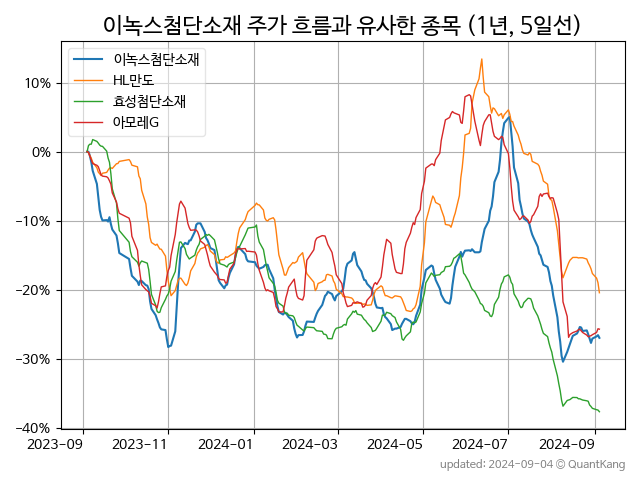 이녹스첨단소재 주가 흐름과 유사한 종목 (1년, 5일선)
이녹스첨단소재
HL만도
효성첨단소재
아모레G
10%
0%
−10%
−20%
−30%
−40%
2023-09
2023-11
2024-01
2024-03
2024-05
2024-07
2024-09
updated: 2024-09-04 © QuantKang